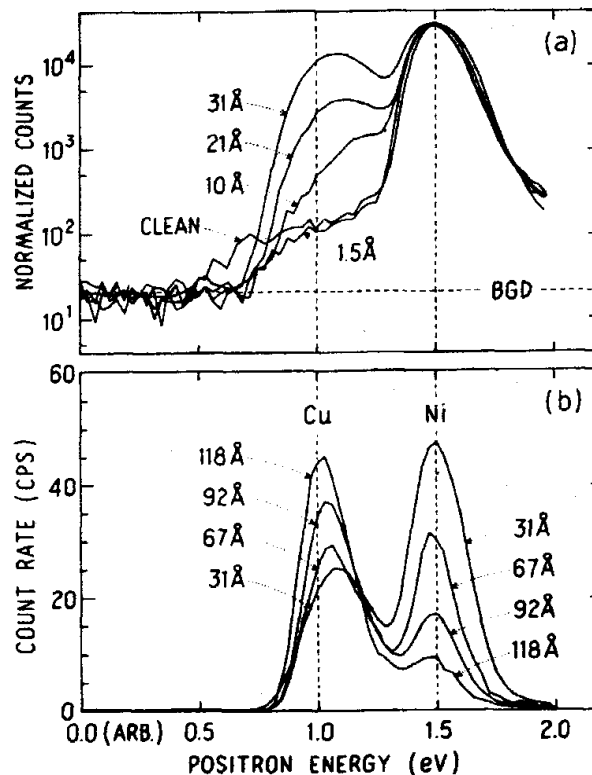 (a)
NORMALIZED COUNTS
10⁴
10³
10²
10¹
31Å
21Å
10Å
CLEAN
1.5Å
BGD
(b)
COUNT RATE (CPS)
60
40
20
0
Cu
Ni
118Å
92Å
67Å
31Å
31Å
67Å
92Å
118Å
0.0 (ARB.)
0.5
1.0
1.5
2.0
POSITRON ENERGY (eV)